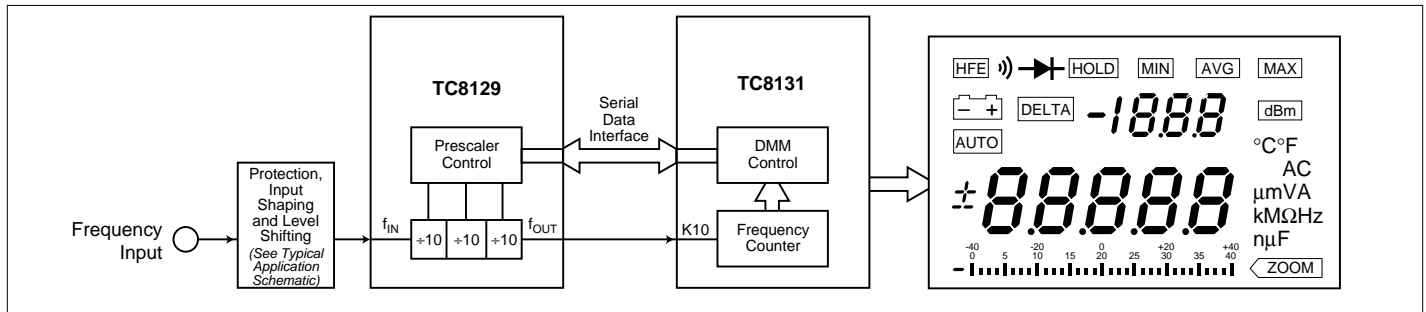 Frequency
Input
Protection,
Input
Shaping
and Level
Shifting
(See Typical
Application
Schematic)
TC8129
Prescaler
Control
fIN
÷10 ÷10 ÷10
fOUT
Serial
Data
Interface
TC8131
DMM
Control
K10
Frequency
Counter
HFE HOLD MIN AVG MAX
− + DELTA -1888 dBm
AUTO
°C°F
AC
± 88888 µmVA
kMΩHz
nµF
-40 -20 0 +20 +40
0 5 10 15 20 25 30 35 40
− ZOOM